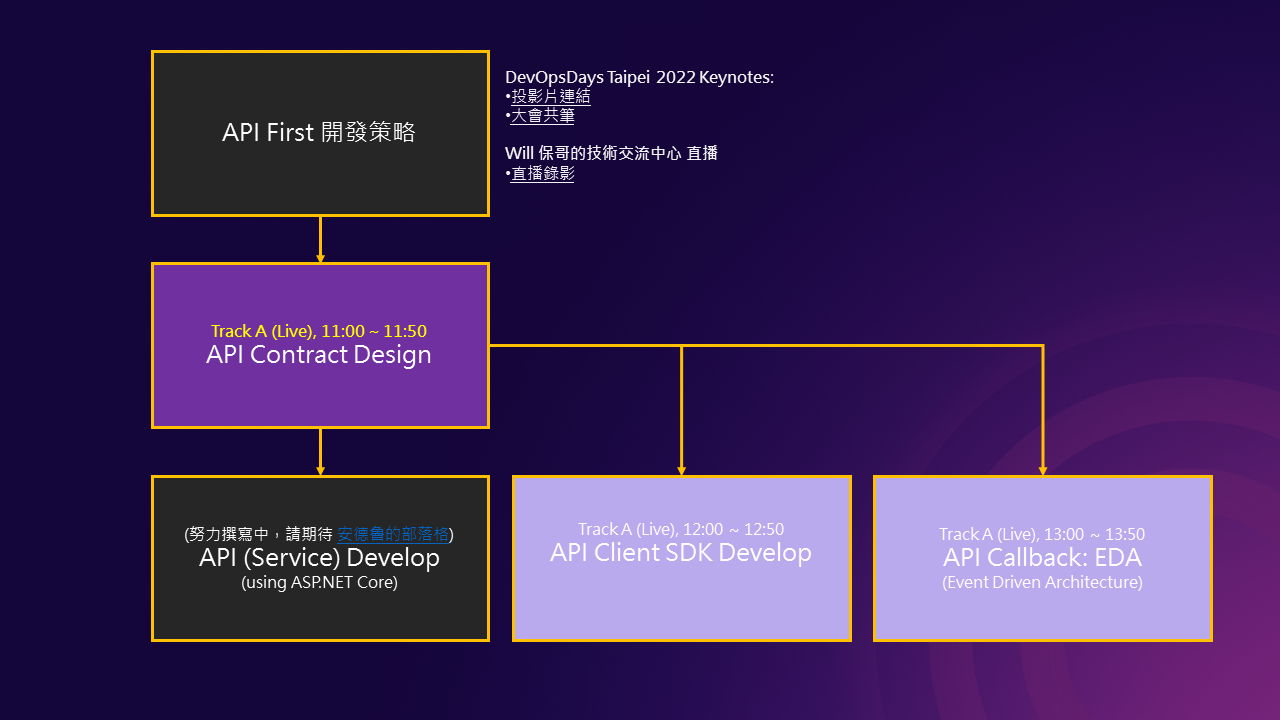 API First 開發策略
DevOpsDays Taipei 2022 Keynotes:
•投影片連結
•大會共筆
Will 保哥的技術交流中心 直播
•直播錄影
Track A (Live), 11:00 ~ 11:50
API Contract Design
(努力撰寫中，請期待 安德魯的部落格)
API (Service) Develop
(using ASP.NET Core)
Track A (Live), 12:00 ~ 12:50
API Client SDK Develop
Track A (Live), 13:00 ~ 13:50
API Callback: EDA
(Event Driven Architecture)